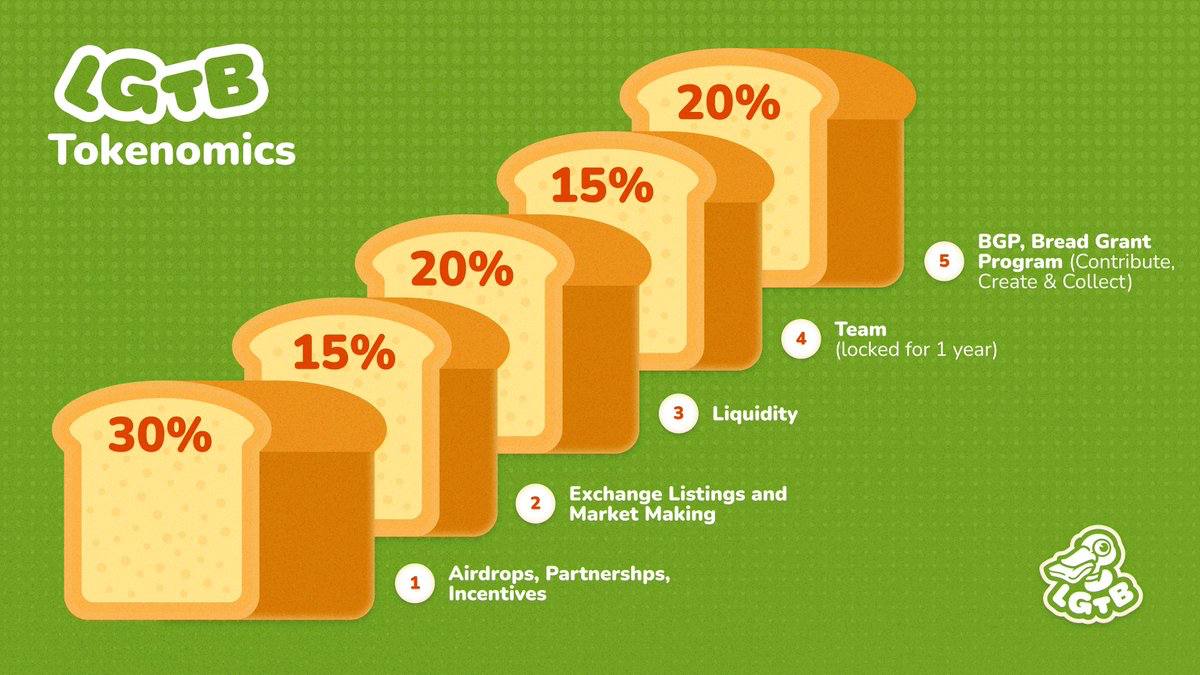 LGTB
Tokenomics
20%
15%
20%
15%
30%
5
BGP, Bread Grant
Program (Contribute,
Create & Collect)
4
Team
(locked for 1 year)
3
Liquidity
2
Exchange Listings and
Market Making
1
Airdrops, Partnershps,
Incentives
LGTB